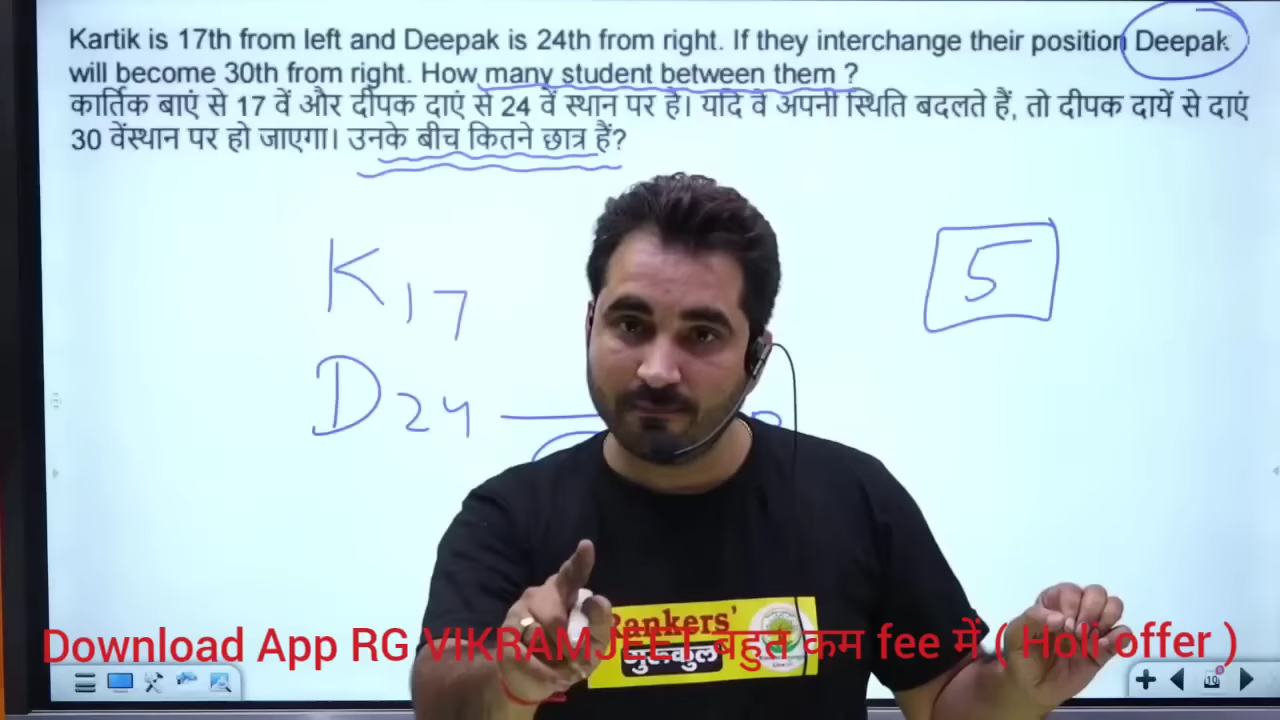 Kartik is 17th from left and Deepak is 24th from right. If they interchange their position Deepak
will become 30th from right. How many student between them ?
कार्तिक बाएं से 17 वें और दीपक दाएं से 24 वें स्थान पर है। यदि वे अपनी स्थिति बदलते हैं, तो दीपक दायें से दाएं
30 वेंस्थान पर हो जाएगा। उनके बीच कितने छात्र हैं?
K 17
5
D 24
Rankers'
गुरुकुल
Download App RG VIKRAMJEET बहुत कम fee में ( Holi offer )
19